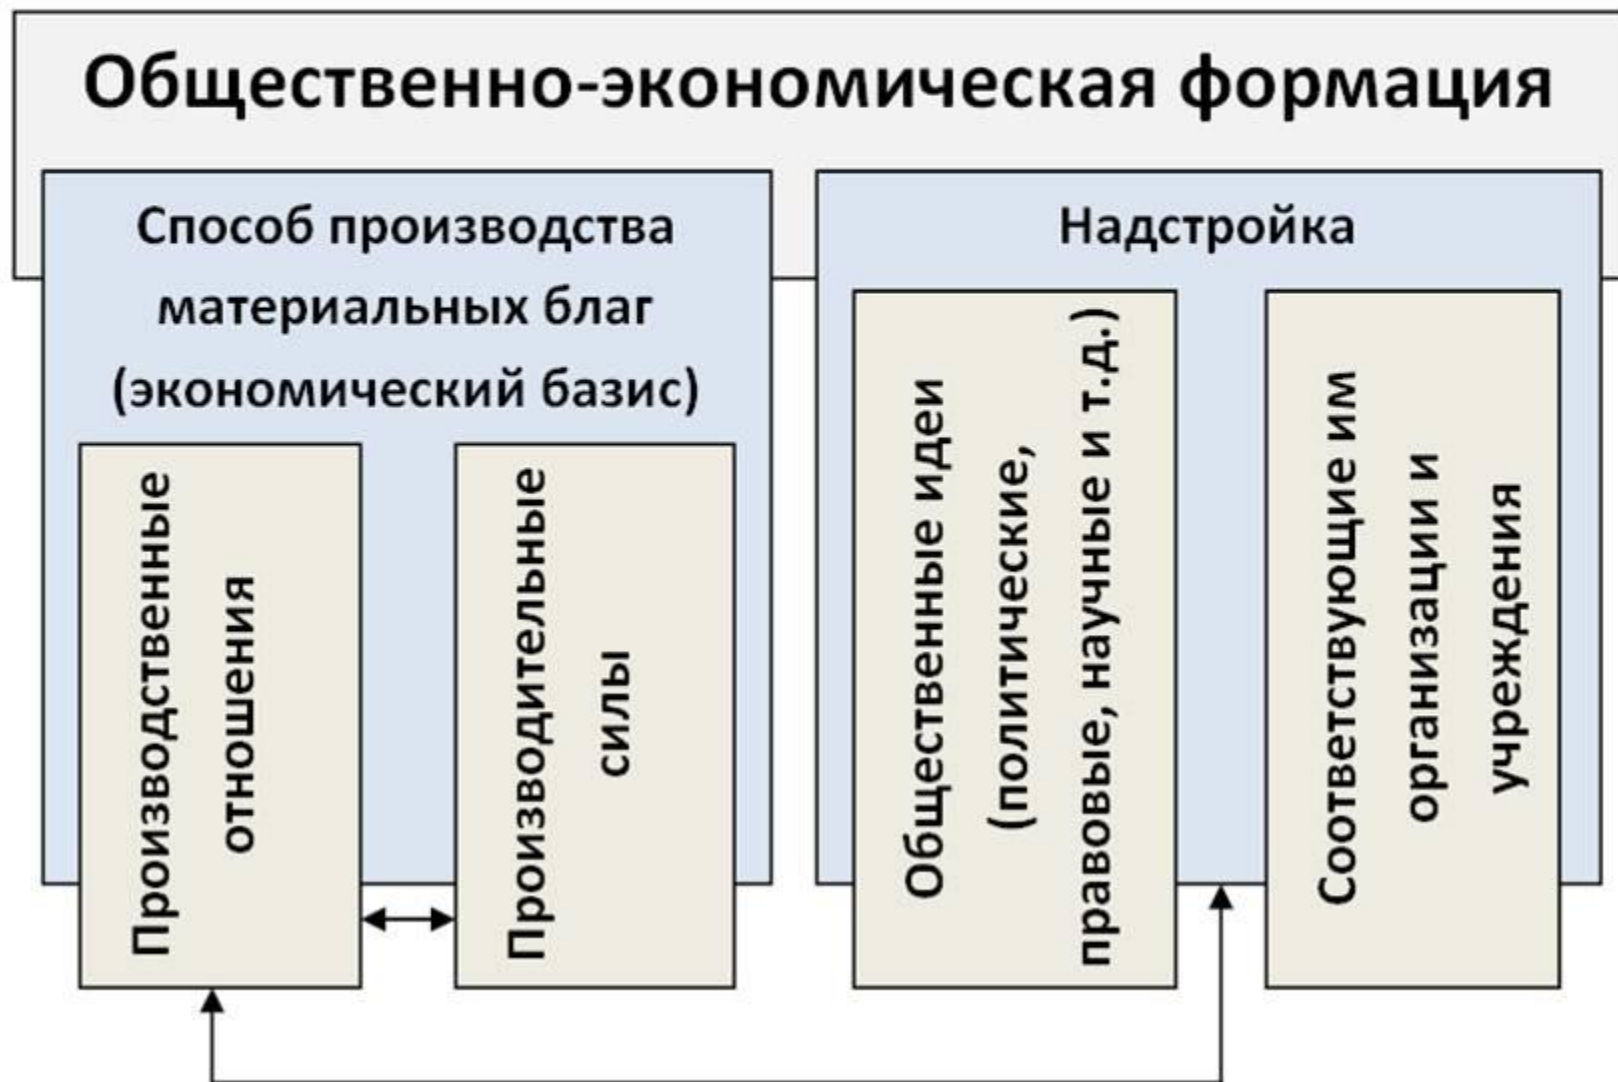 Общественно-экономическая формация
Способ производства
материальных благ
(экономический базис)
Производственные
отношения
Производительные
силы
Надстройка
Общественные идеи
(политические,
правовые, научные и т.д.)
Соответствующие им
организации и
учреждения